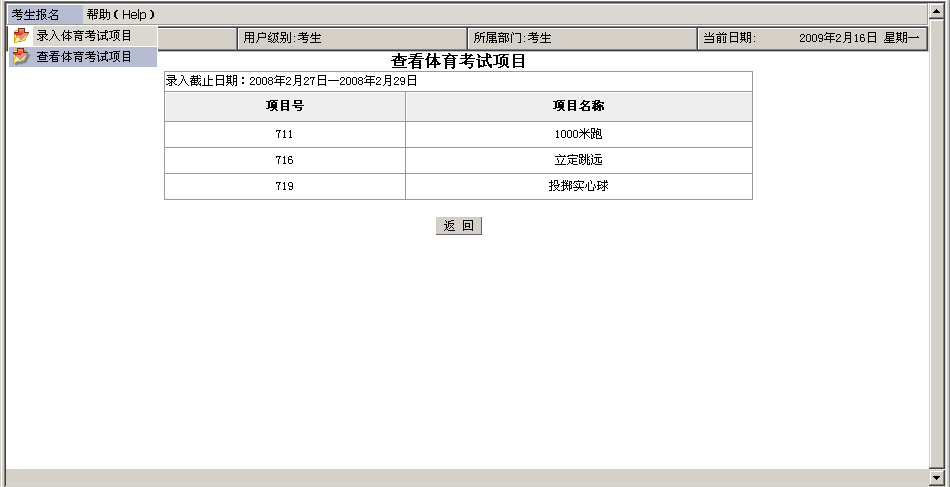 考生报名 帮助(Help)
录入体育考试项目
查看体育考试项目
用户级别:考生 所属部门:考生 当前日期: 2009年2月16日 星期一
查看体育考试项目
录入截止日期：2008年2月27日—2008年2月29日
项目号 项目名称
711 1000米跑
716 立定跳远
719 投掷实心球
返 回